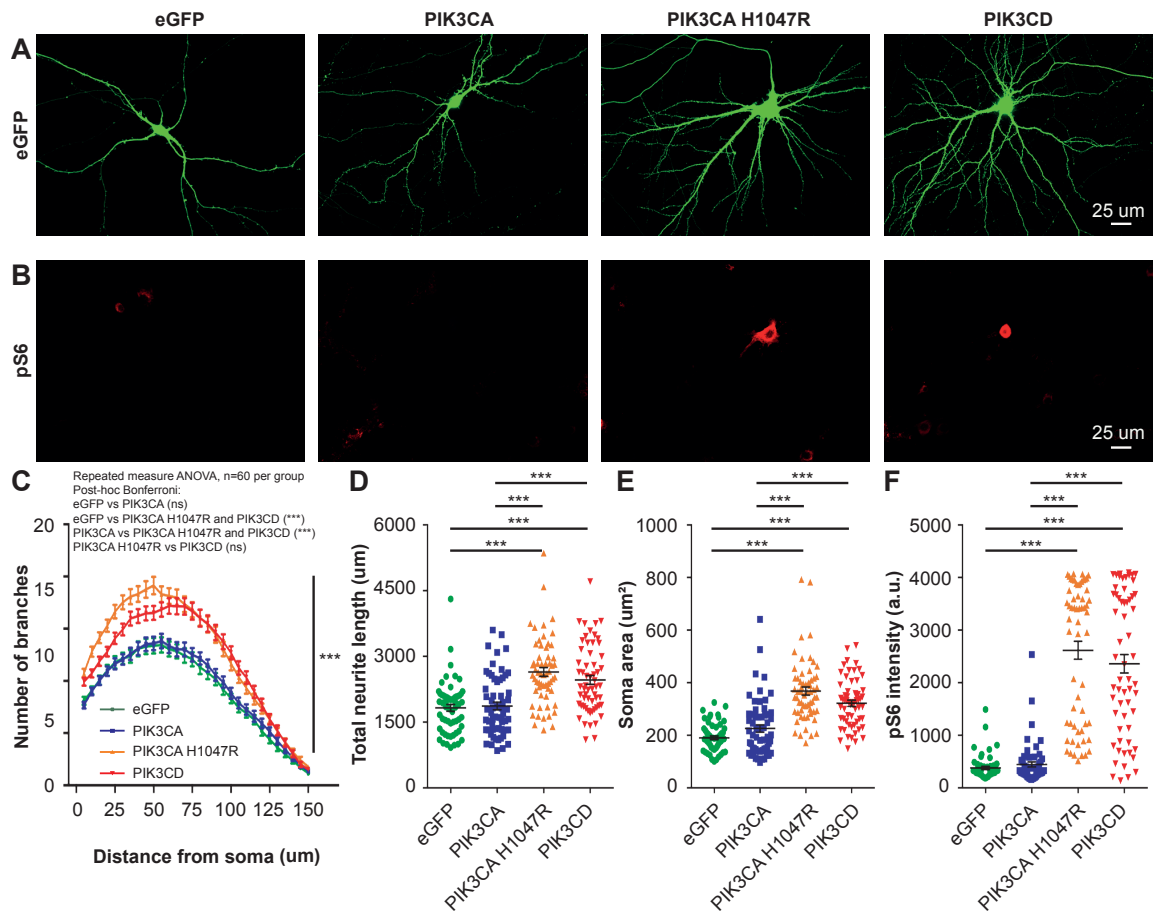 eGFP PIK3CA PIK3CA H1047R PIK3CD
A
eGFP
25 um
B
pS6
25 um
C
Repeated measure ANOVA, n=60 per group
Post-hoc Bonferroni:
eGFP vs PIK3CA (ns)
eGFP vs PIK3CA H1047R and PIK3CD (***)
PIK3CA vs PIK3CA H1047R and PIK3CD (***)
PIK3CA H1047R vs PIK3CD (ns)
Number of branches
20
15
10
5
0
***
eGFP
PIK3CA
PIK3CA H1047R
PIK3CD
0 25 50 75 100 125 150
Distance from soma (um)
D
***
***
***
***
Total neurite length (um)
6000
4500
3000
1500
0
eGFP
PIK3CA
PIK3CA H1047R
PIK3CD
E
***
***
***
***
Soma area (um²)
1000
800
600
400
200
0
eGFP
PIK3CA
PIK3CA H1047R
PIK3CD
F
***
***
***
***
pS6 intensity (a.u.)
5000
4000
3000
2000
1000
0
eGFP
PIK3CA
PIK3CA H1047R
PIK3CD